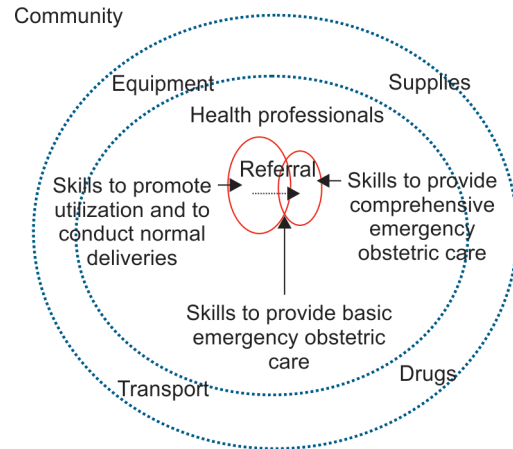 Community
Equipment
Supplies
Health professionals
Referral
Skills to promote
utilization and to
conduct normal
deliveries
Skills to provide
comprehensive
emergency
obstetric care
Skills to provide basic
emergency obstetric
care
Transport
Drugs